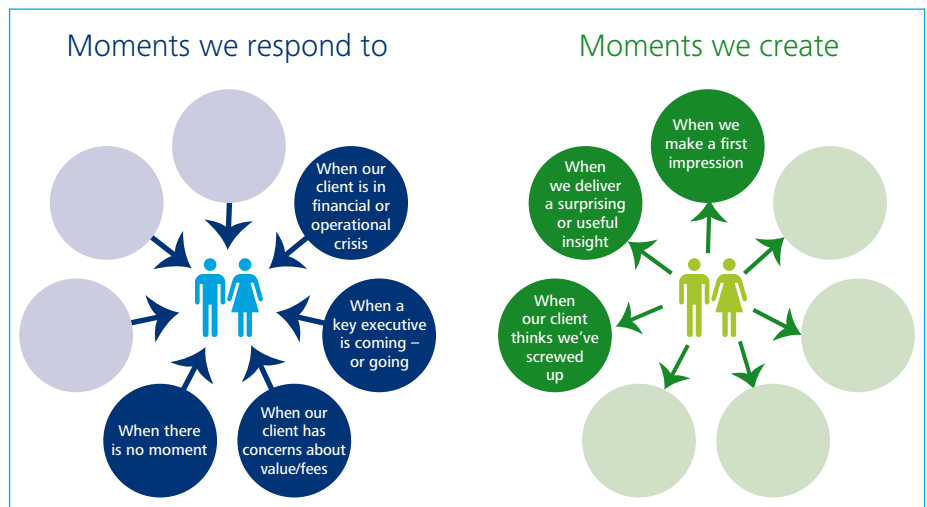 Moments we respond to
When our
client is in
financial or
operational
crisis
When a
key executive
is coming –
or going
When our
client has
concerns about
value/fees
When there
is no moment
Moments we create
When we
make a first
impression
When
we deliver
a surprising
or useful
insight
When
our client
thinks we’ve
screwed
up